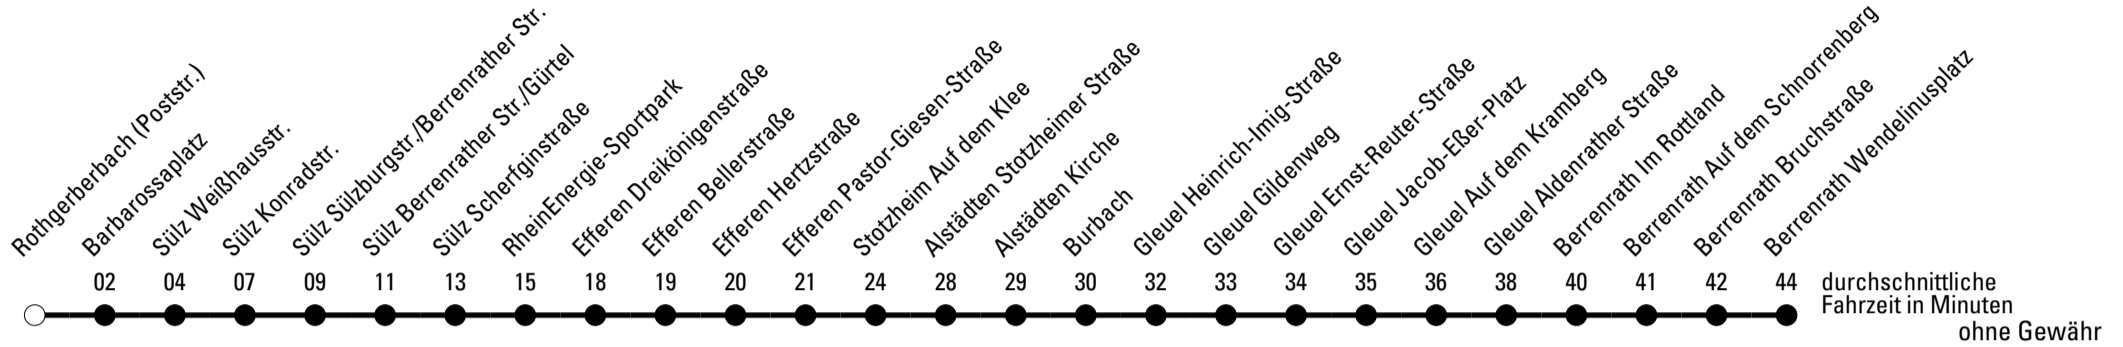 Rothgerberbach (Poststr.)
Barbarossaplatz
Sülz Weißhausstr.
Sülz Konradstr.
Sülz Sülzburgstr./Berrenrather Str.
Sülz Berrenrather Str./Gürtel
Sülz Scherfginstraße
RheinEnergie-Sportpark
Efferen Dreikönigenstraße
Efferen Bellerstraße
Efferen Hertzstraße
Efferen Pastor-Giesen-Straße
Stotzheim Auf dem Klee
Alstädten Stotzheimer Straße
Alstädten Kirche
Burbach
Gleuel Heinrich-Imig-Straße
Gleuel Gildenweg
Gleuel Ernst-Reuter-Straße
Gleuel Jacob-Eßer-Platz
Gleuel Auf dem Kramberg
Gleuel Aldenrather Straße
Berrenrath Im Rottland
Berrenrath Auf dem Schnorrenberg
Berrenrath Bruchstraße
Berrenrath Wendelinusplatz
02 04 07 09 11 13 15 18 19 20 21 24 28 29 30 32 33 34 35 36 38 40 41 42 44 durchschnittliche
Fahrzeit in Minuten
ohne Gewähr